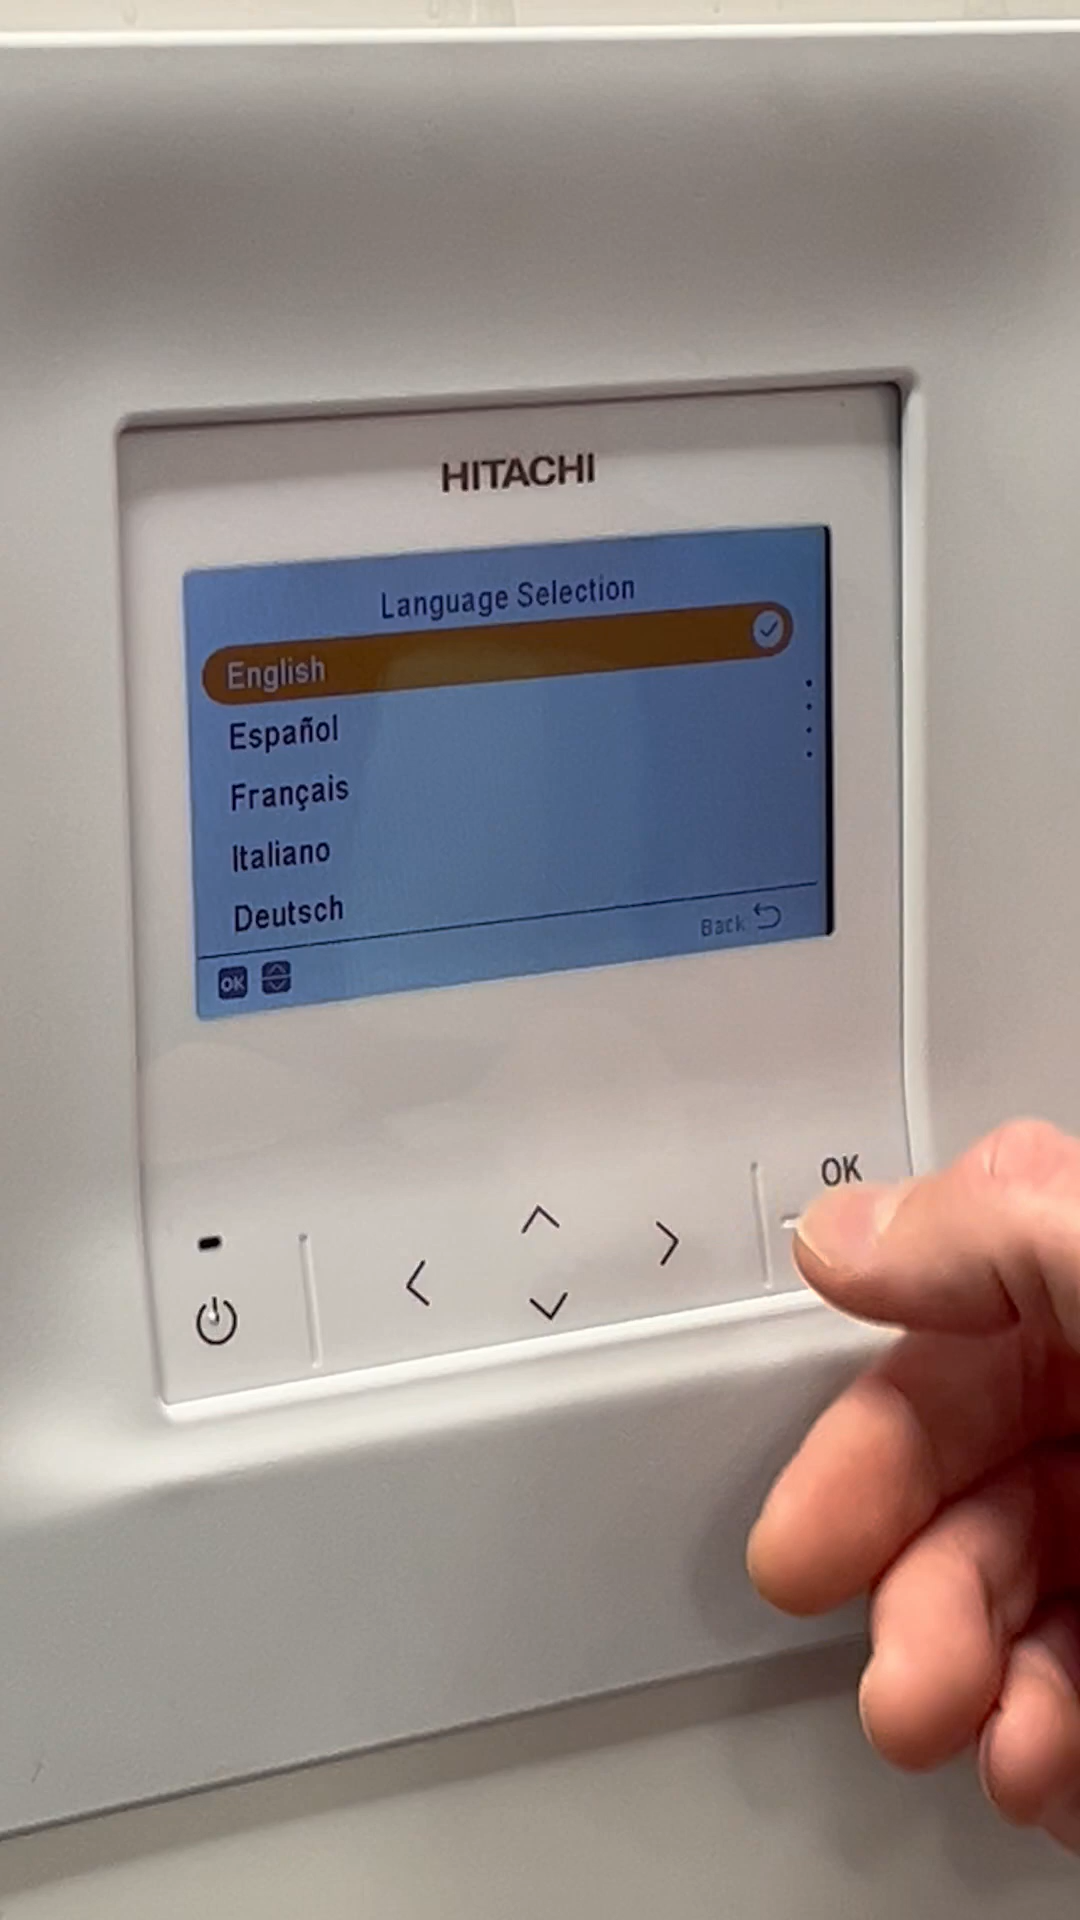 HITACHI
Language Selection
English
Español
Français
Italiano
Deutsch
Back
OK
OK